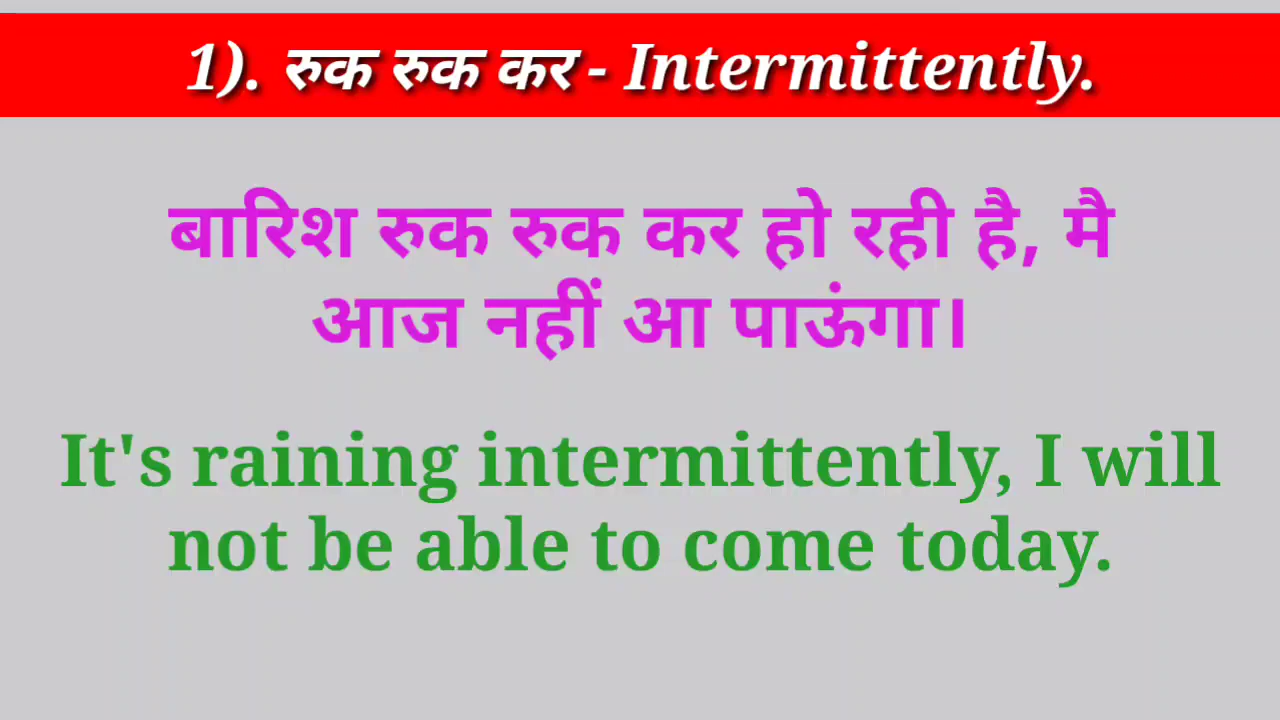 1). रुक रुक कर - Intermittently.
बारिश रुक रुक कर हो रही है, मै
आज नहीं आ पाऊंगा।
It's raining intermittently, I will
not be able to come today.